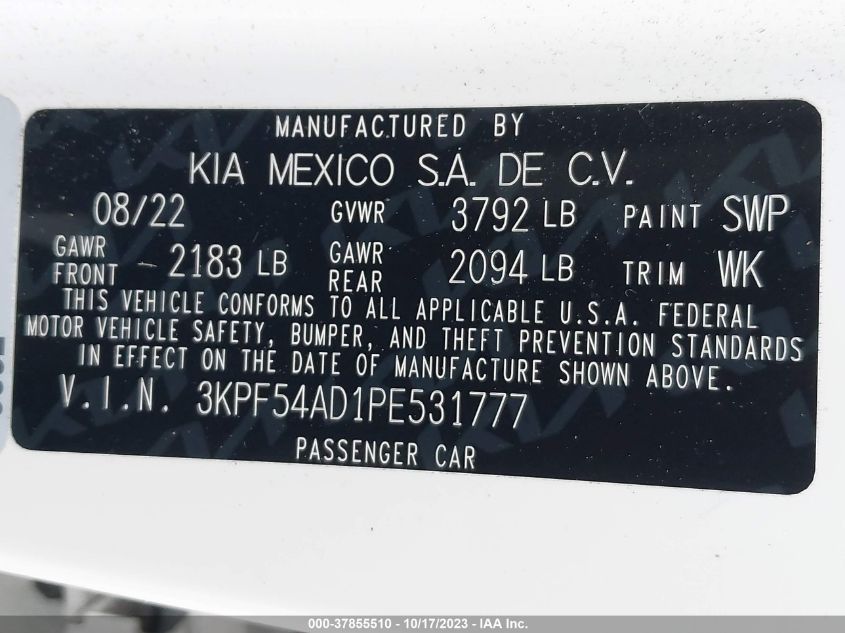 MANUFACTURED BY
KIA MEXICO S.A. DE C.V.
08/22 GVWR 3792 LB PAINT SWP
GAWR FRONT - 2183 LB GAWR REAR 2094 LB TRIM WK
THIS VEHICLE CONFORMS TO ALL APPLICABLE U.S.A. FEDERAL
MOTOR VEHICLE SAFETY, BUMPER, AND THEFT PREVENTION STANDARDS
IN EFFECT ON THE DATE OF MANUFACTURE SHOWN ABOVE.
V.I.N. 3KPF54AD1PE531777
PASSENGER CAR
000-37855510 - 10/17/2023 - IAA Inc.